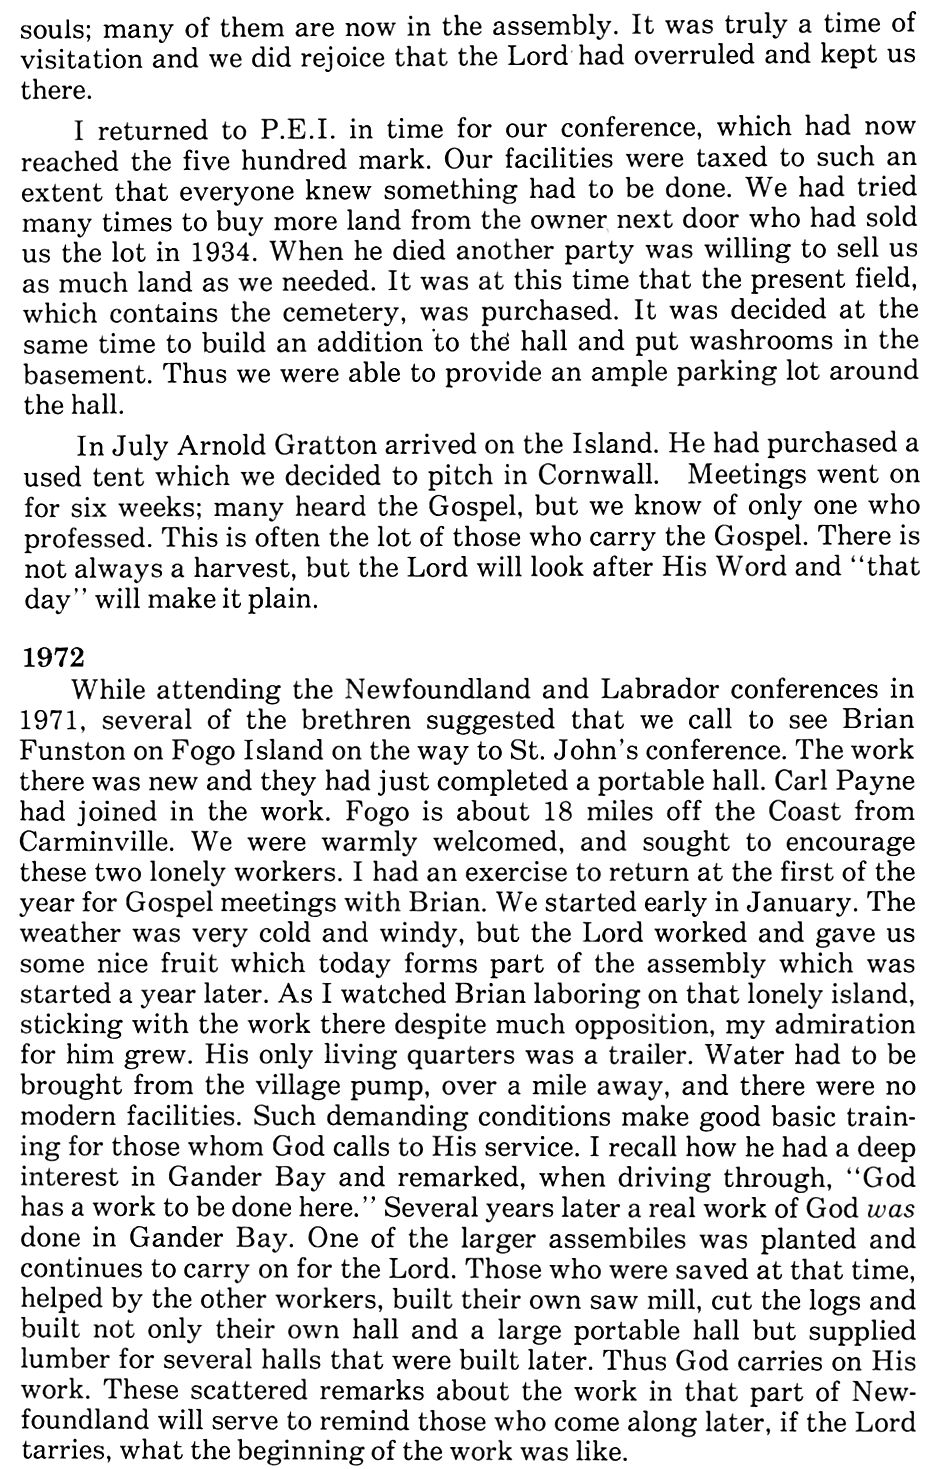 souls; many of them are now in the assembly. It was truly a time of
visitation and we did rejoice that the Lord had overruled and kept us
there.
I returned to P.E.I. in time for our conference, which had now
reached the five hundred mark. Our facilities were taxed to such an
extent that everyone knew something had to be done. We had tried
many times to buy more land from the owner next door who had sold
us the lot in 1934. When he died another party was willing to sell us
as much land as we needed. It was at this time that the present field,
which contains the cemetery, was purchased. It was decided at the
same time to build an addition to the hall and put washrooms in the
basement. Thus we were able to provide an ample parking lot around
the hall.
In July Arnold Gratton arrived on the Island. He had purchased a
used tent which we decided to pitch in Cornwall. Meetings went on
for six weeks; many heard the Gospel, but we know of only one who
professed. This is often the lot of those who carry the Gospel. There is
not always a harvest, but the Lord will look after His Word and "that
day" will make it plain.
1972
While attending the Newfoundland and Labrador conferences in
1971, several of the brethren suggested that we call to see Brian
Funston on Fogo Island on the way to St. John's conference. The work
there was new and they had just completed a portable hall. Carl Payne
had joined in the work. Fogo is about 18 miles off the Coast from
Carminville. We were warmly welcomed, and sought to encourage
these two lonely workers. I had an exercise to return at the first of the
year for Gospel meetings with Brian. We started early in January. The
weather was very cold and windy, but the Lord worked and gave us
some nice fruit which today forms part of the assembly which was
started a year later. As I watched Brian laboring on that lonely island,
sticking with the work there despite much opposition, my admiration
for him grew. His only living quarters was a trailer. Water had to be
brought from the village pump, over a mile away, and there were no
modern facilities. Such demanding conditions make good basic train-
ing for those whom God calls to His service. I recall how he had a deep
interest in Gander Bay and remarked, when driving through, "God
has a work to be done here." Several years later a real work of God was
done in Gander Bay. One of the larger assembiles was planted and
continues to carry on for the Lord. Those who were saved at that time,
helped by the other workers, built their own saw mill, cut the logs and
built not only their own hall and a large portable hall but supplied
lumber for several halls that were built later. Thus God carries on His
work. These scattered remarks about the work in that part of New-
foundland will serve to remind those who come along later, if the Lord
tarries, what the beginning of the work was like.